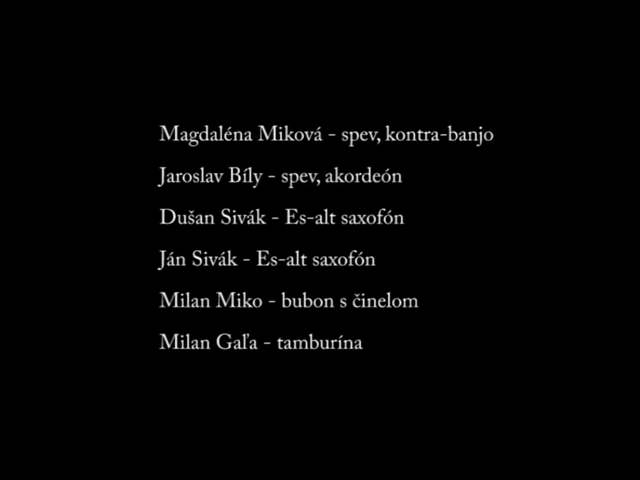 Magdaléna Miková - spev, kontra-banjo
Jaroslav Bíly - spev, akordeón
Dušan Sivák - Es-alt saxofón
Ján Sivák - Es-alt saxofón
Milan Miko - bubon s činelom
Milan Gaľa - tamburína